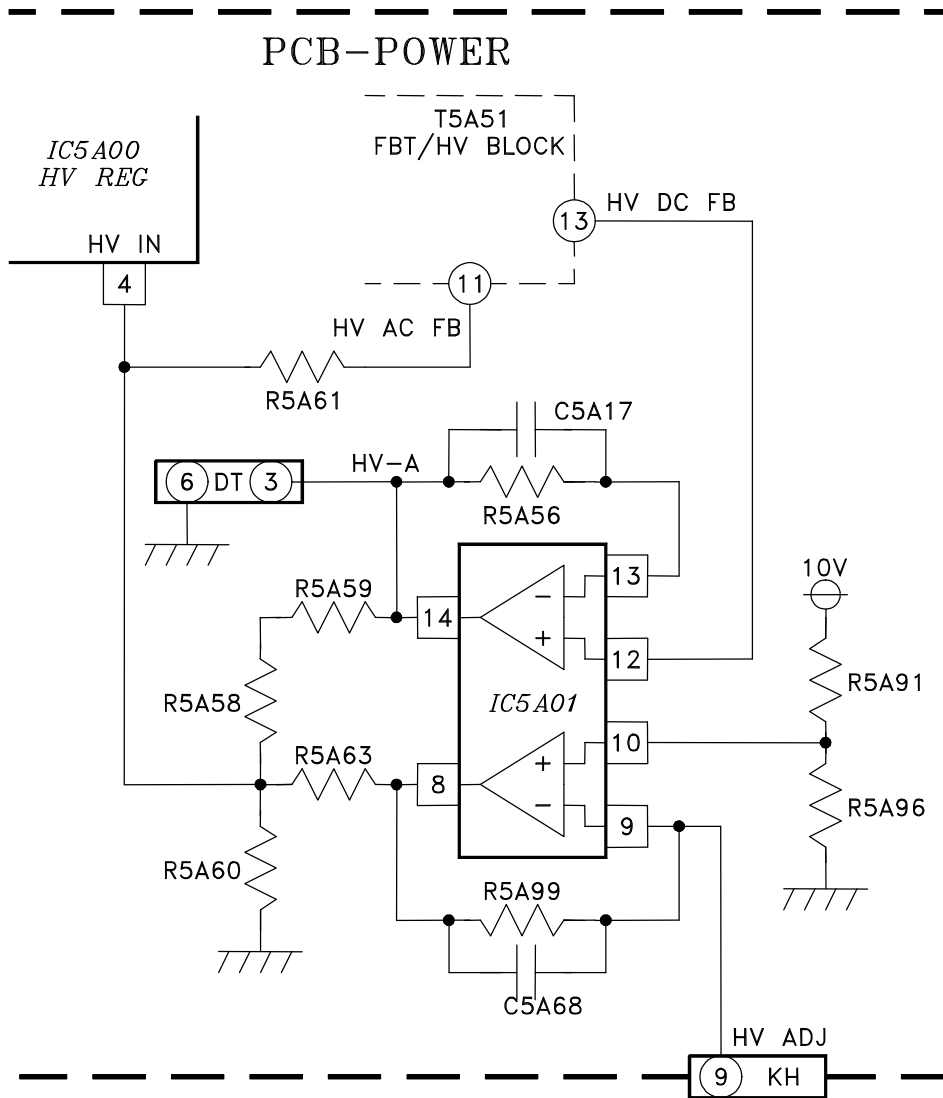 PCB-POWER
T5A51
FBT/HV BLOCK
IC5A00
HV REG
13
HV DC FB
HV IN
4
11
HV AC FB
R5A61
C5A17
HV-A
6 DT 3
R5A56
13
10V
R5A59
14
12
R5A58
IC5A01
R5A91
R5A63
10
8
9
R5A96
R5A60
R5A99
C5A68
HV ADJ
9 KH